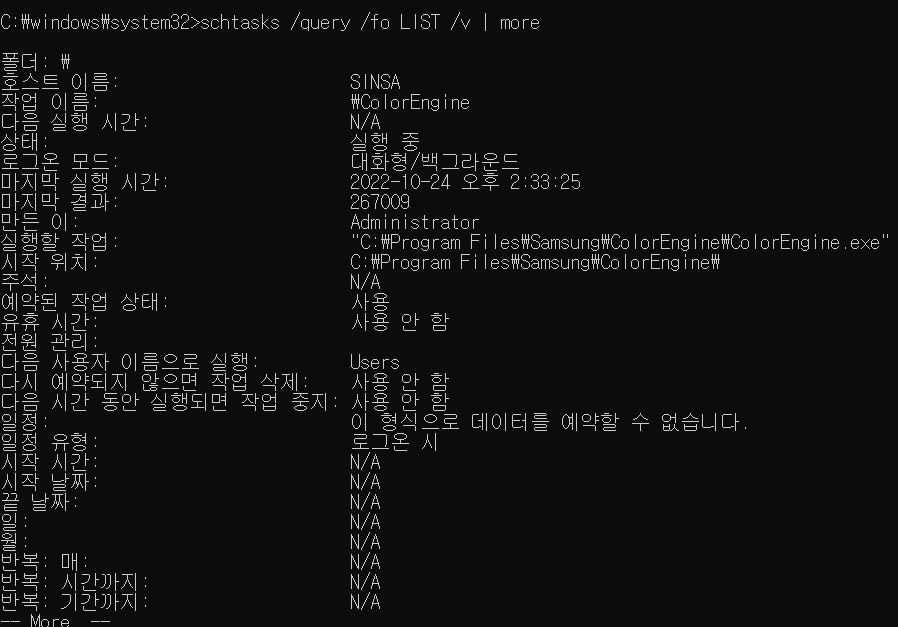 C:\windows\system32>schtasks /query /fo LIST /v | more
폴더: \
호스트 이름: SINSA
작업 이름: \ColorEngine
다음 실행 시간: N/A
상태: 실행 중
로그온 모드: 대화형/백그라운드
마지막 실행 시간: 2022-10-24 오후 2:33:25
마지막 결과: 267009
만든 이: Administrator
실행할 작업: "C:\Program Files\Samsung\ColorEngine\ColorEngine.exe"
시작 위치: C:\Program Files\Samsung\ColorEngine\
주석: N/A
예약된 작업 상태: 사용
유휴 시간: 사용 안 함
전원 관리:
다음 사용자 이름으로 실행: Users
다시 예약되지 않으면 작업 삭제: 사용 안 함
다음 시간 동안 실행되면 작업 중지: 사용 안 함
일정: 이 형식으로 데이터를 예약할 수 없습니다.
일정 유형: 로그온 시
시작 시간: N/A
시작 날짜: N/A
끝 날짜: N/A
일: N/A
월: N/A
반복: 매: N/A
반복: 시간까지: N/A
반복: 기간까지: N/A
-- More --